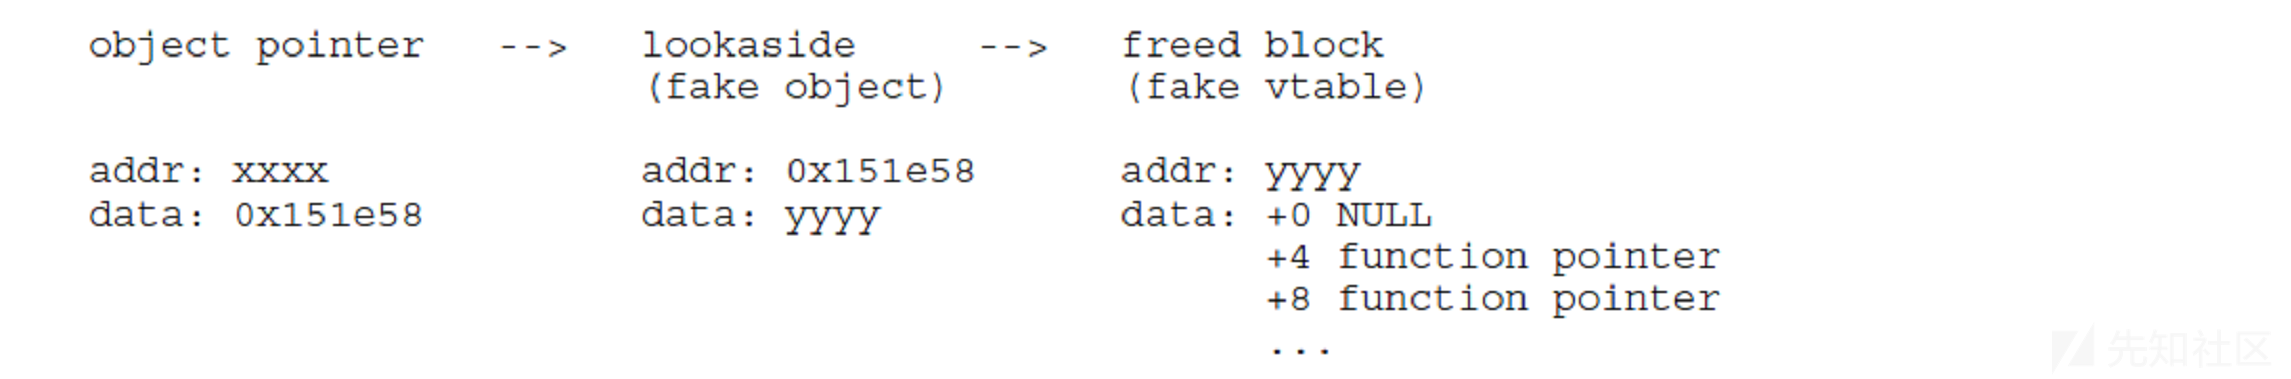 object pointer   -->   lookaside     -->   freed block
                       (fake object)       (fake vtable)
addr: xxxx             addr: 0x151e58      addr: yyyy
data: 0x151e58         data: yyyy          data: +0 NULL
                                                 +4 function pointer
                                                 +8 function pointer
                                                 ...
先知社区